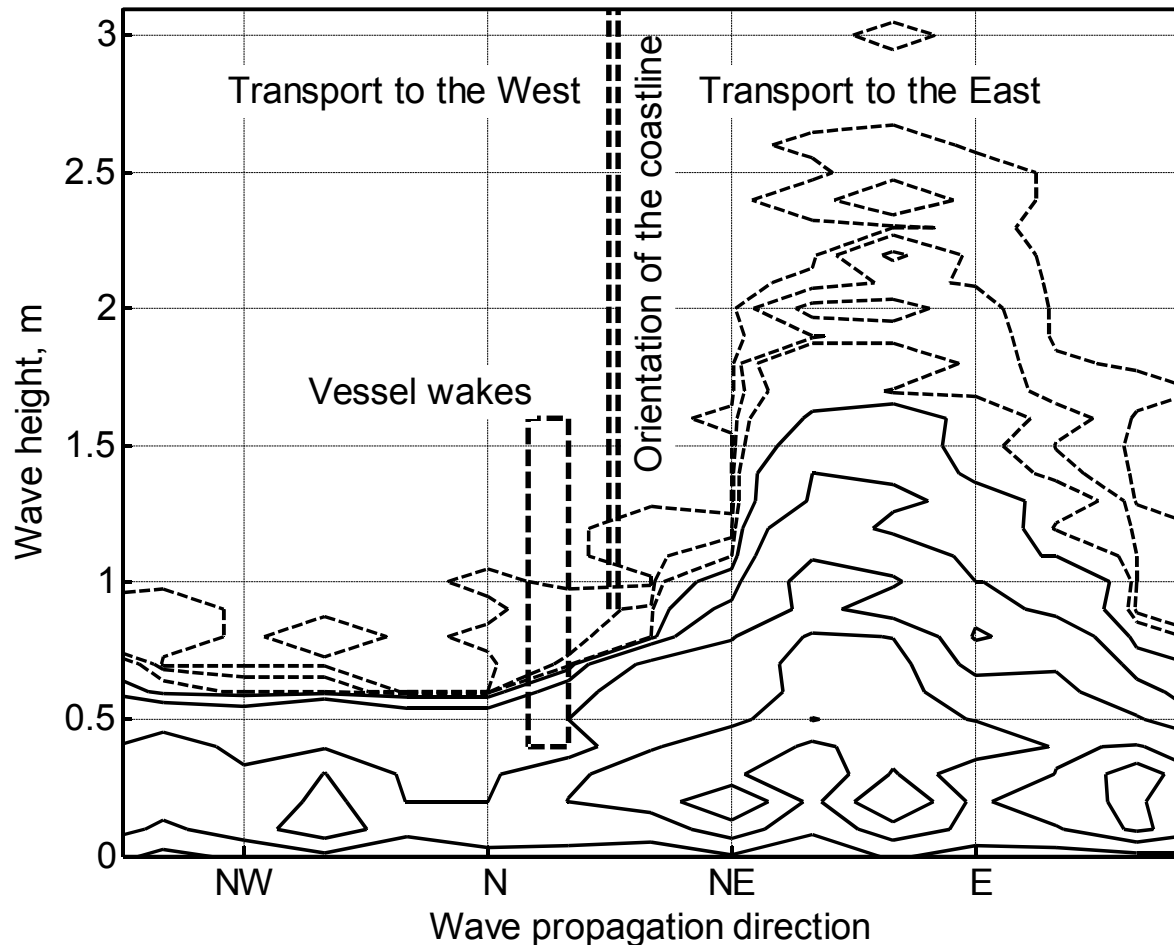 3
Transport to the West
Transport to the East
Orientation of the coastline
2.5
2
Vessel wakes
Wave height, m
1.5
1
0.5
0
NW
N
NE
E
Wave propagation direction